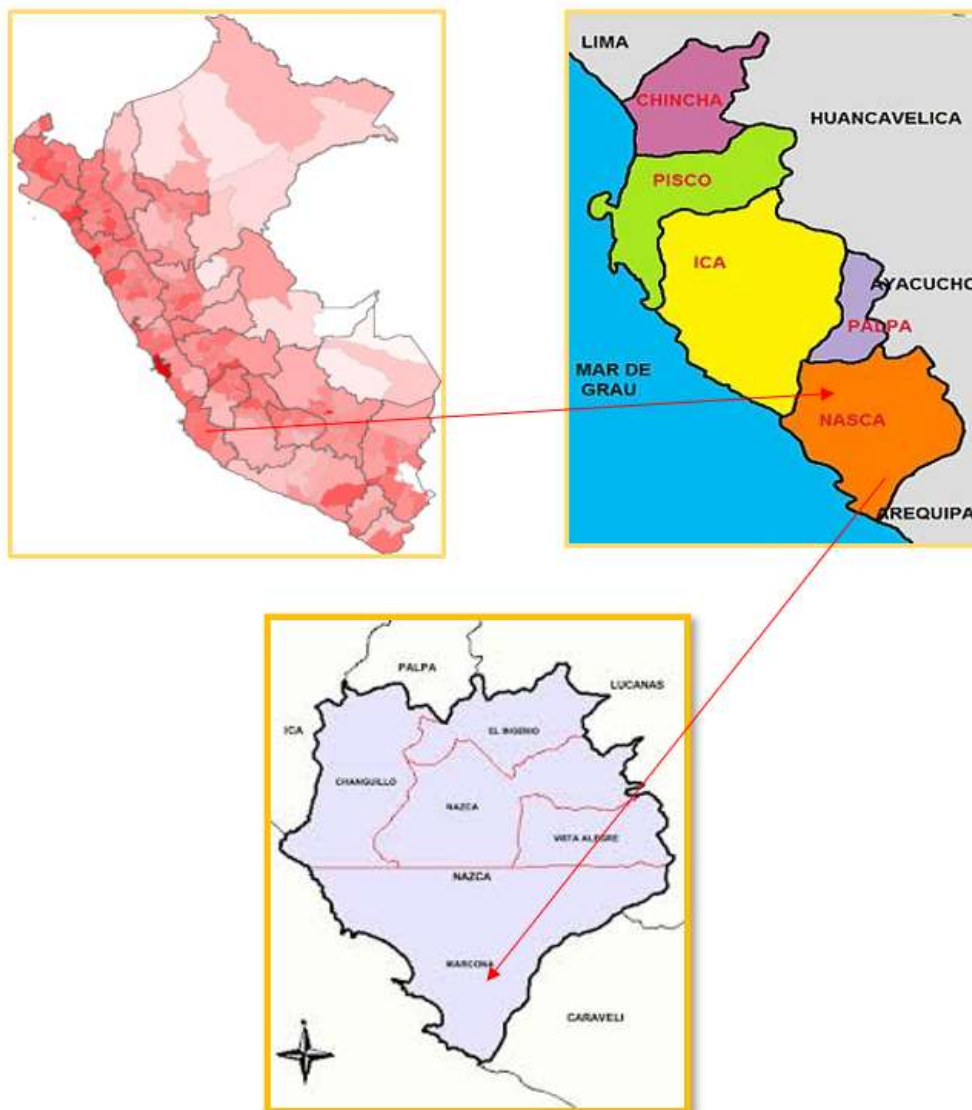 LIMA
CHINCHA
HUANCAVELICA
PISCO
ICA
AYACUCHO
PALPA
MAR DE
GRAU
NASCA
AREQUIPA
PALPA
LUCANAS
ICA
EL INGENIO
CHANGUILLO
NAZCA
VISTA ALEGRE
NAZCA
MARCONA
CARAVELI